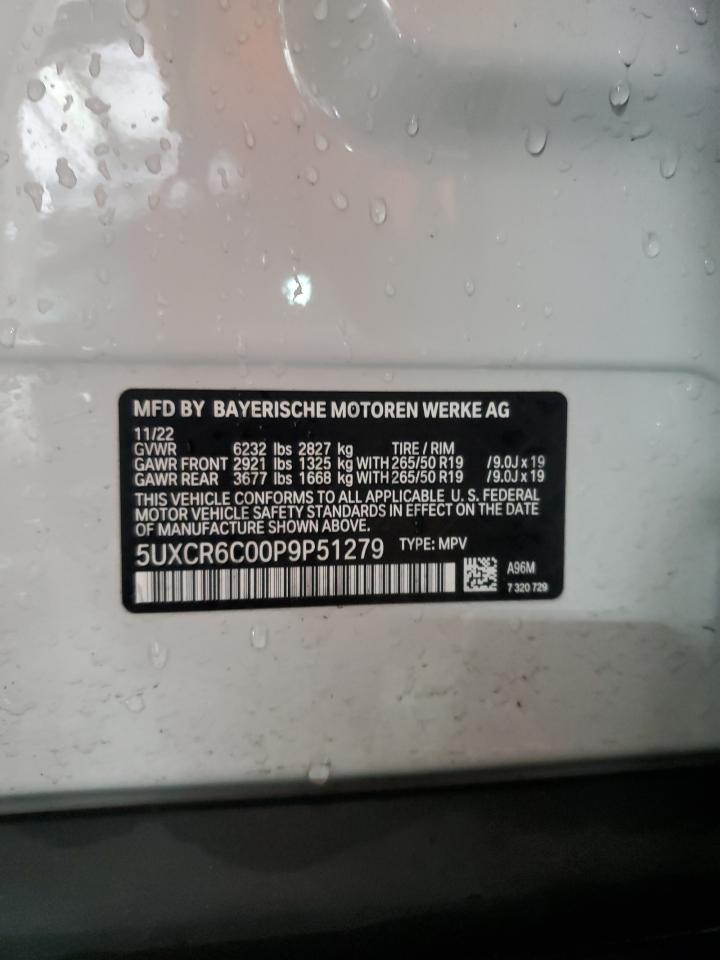 MFD BY BAYERISCHE MOTOREN WERKE AG
11/22
GVWR 6232 lbs 2827 kg TIRE / RIM
GAWR FRONT 2921 lbs 1325 kg WITH 265/50 R19 /9.0J x 19
GAWR REAR 3677 lbs 1668 kg WITH 265/50 R19 /9.0J x 19
THIS VEHICLE CONFORMS TO ALL APPLICABLE U. S. FEDERAL
MOTOR VEHICLE SAFETY STANDARDS IN EFFECT ON THE DATE
OF MANUFACTURE SHOWN ABOVE.
5UXCR6C00P9P51279 TYPE: MPV
A96M
7 320 729